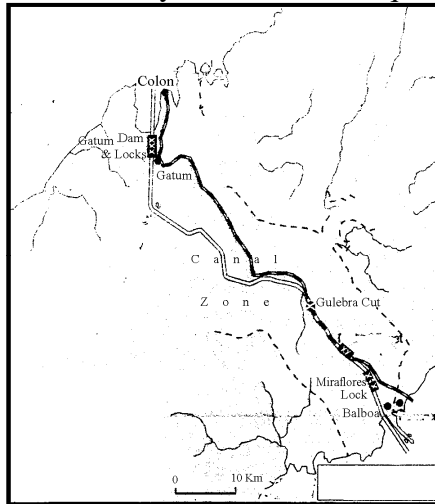 Colon
Gatum Dam
& Locks
Gatum
C a n a l
Z o n e
Gulebra Cut
Miraflores
Lock
Balboa
0 10 Km